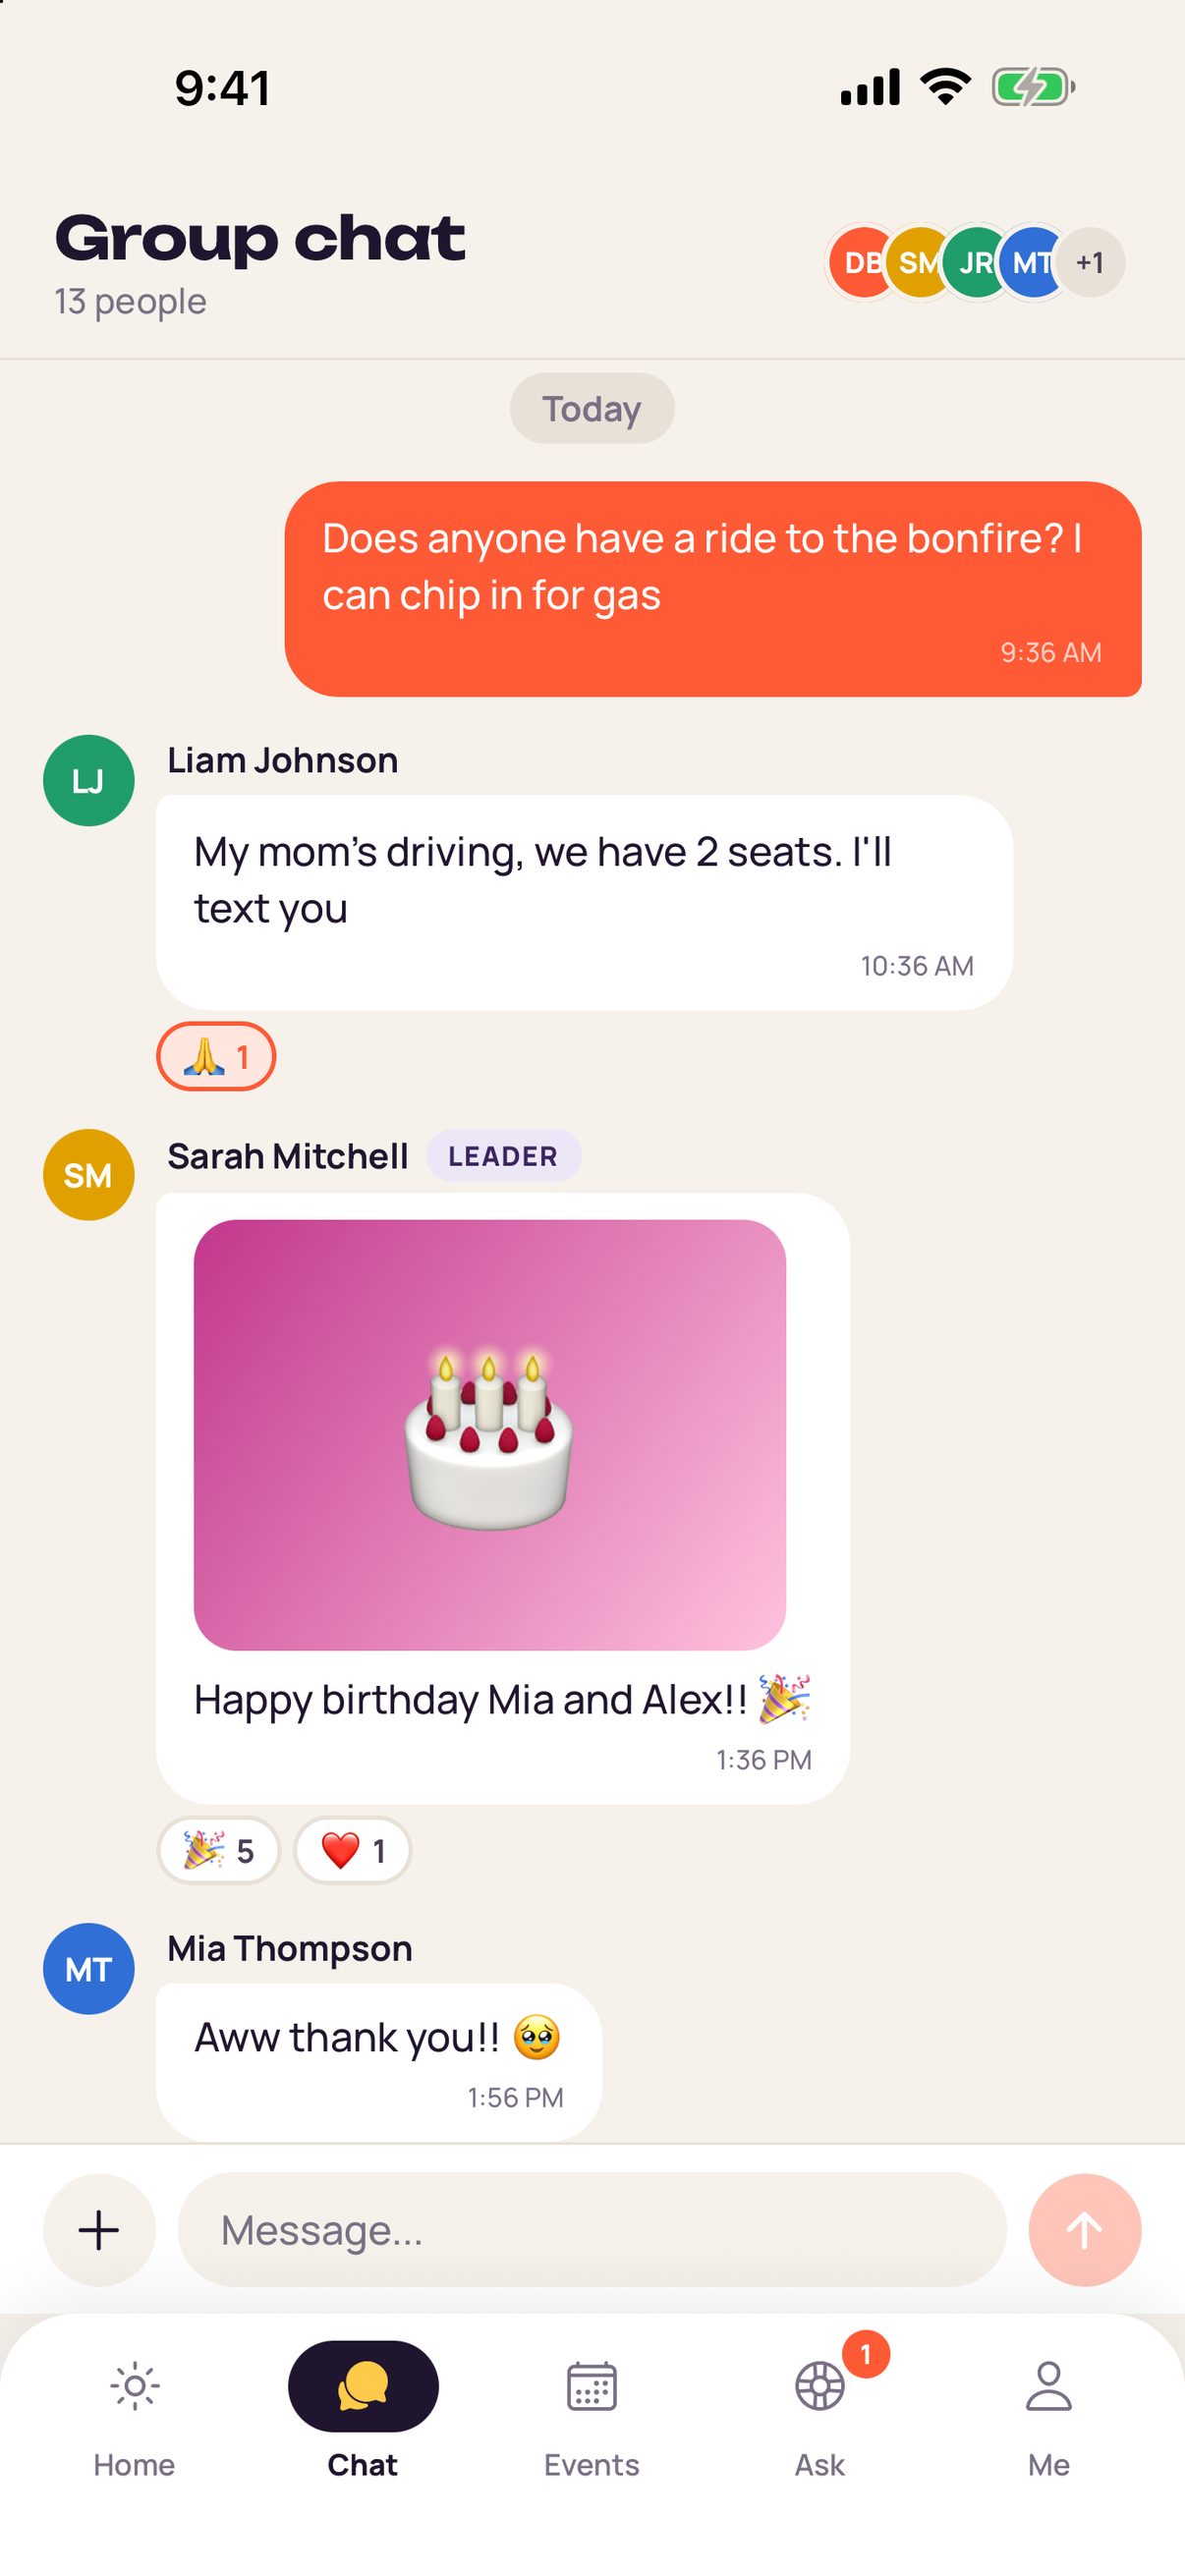 9:41
Group chat
13 people
DB SM JR MT +1
Today
Does anyone have a ride to the bonfire? I
can chip in for gas
9:36 AM
LJ
Liam Johnson
My mom’s driving, we have 2 seats. I'll
text you
10:36 AM
🙏 1
SM
Sarah Mitchell LEADER
Happy birthday Mia and Alex!! 🎉
1:36 PM
🎉 5 ❤️ 1
MT
Mia Thompson
Aww thank you!! 🥹
1:56 PM
Message...
1
Home Chat Events Ask Me